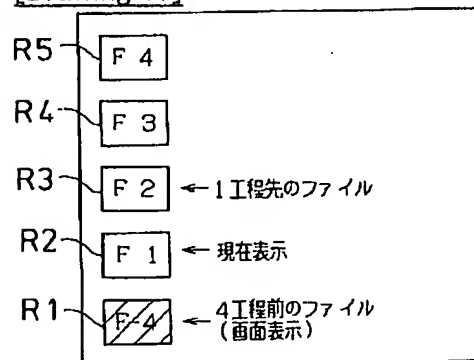 R5 F 4
R4 F 3
R3 F 2 ← 1工程先のファイル
R2 F 1 ← 現在表示
R1 F-4 ← 4工程前のファイル
(画面表示)